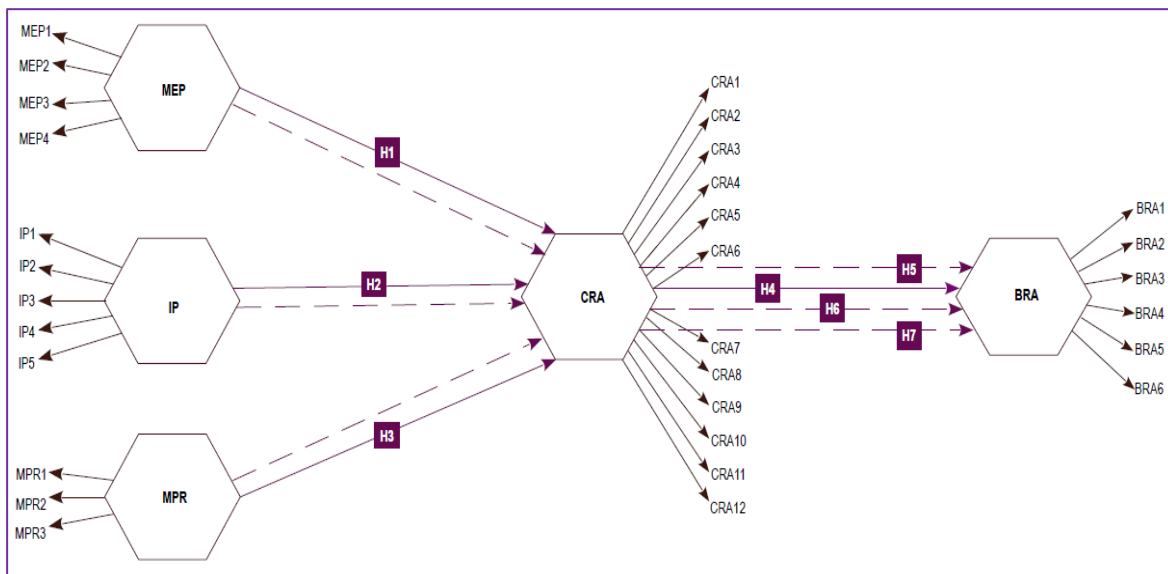 MEP1
MEP2
MEP3
MEP4
MEP
H1
IP1
IP2
IP3
IP4
IP5
IP
H2
MPR1
MPR2
MPR3
MPR
H3
CRA1
CRA2
CRA3
CRA4
CRA5
CRA6
CRA
CRA7
CRA8
CRA9
CRA10
CRA11
CRA12
H5
H4
H6
H7
BRA
BRA1
BRA2
BRA3
BRA4
BRA5
BRA6